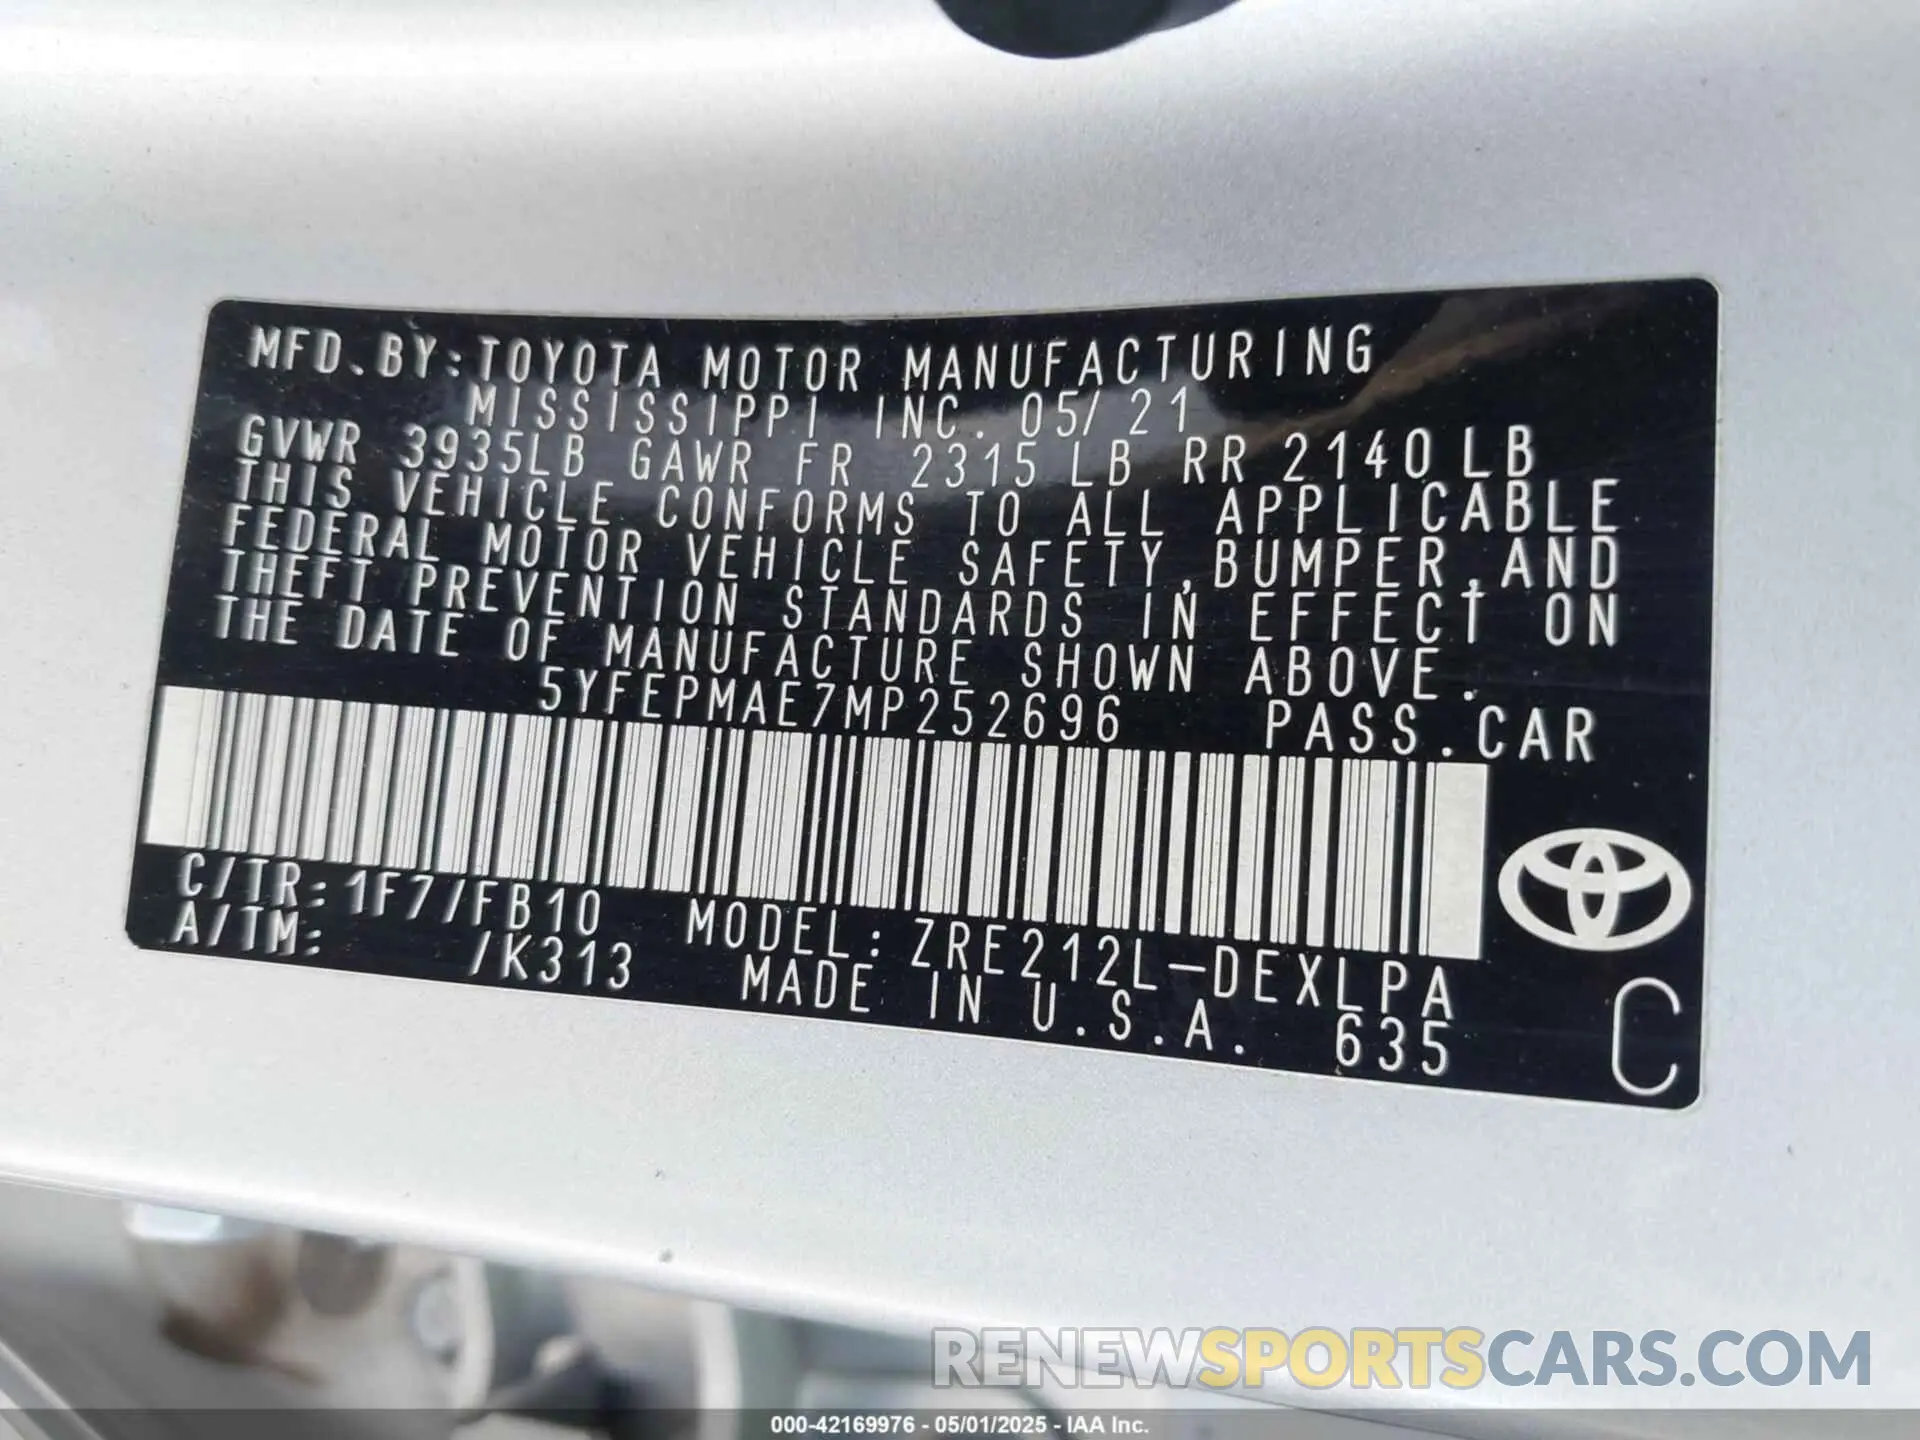 MFD.BY:TOYOTA MOTOR MANUFACTURING
MISSISSIPPI INC. 05/21
GVWR 3935LB GAWR FR 2315LB RR 2140LB
THIS VEHICLE CONFORMS TO ALL APPLICABLE
FEDERAL MOTOR VEHICLE SAFETY,BUMPER,AND
THEFT PREVENTION STANDARDS IN EFFECT ON
THE DATE OF MANUFACTURE SHOWN ABOVE.
5YFEPMAE7MP252696 PASS.CAR
C/TR:1F7/FB10 MODEL:ZRE212L-DEXLPA
A/TM: /K313 MADE IN U.S.A. 635
C
RENEWSPORTSCARS.COM
000-42169976 - 05/01/2025 - IAA Inc.